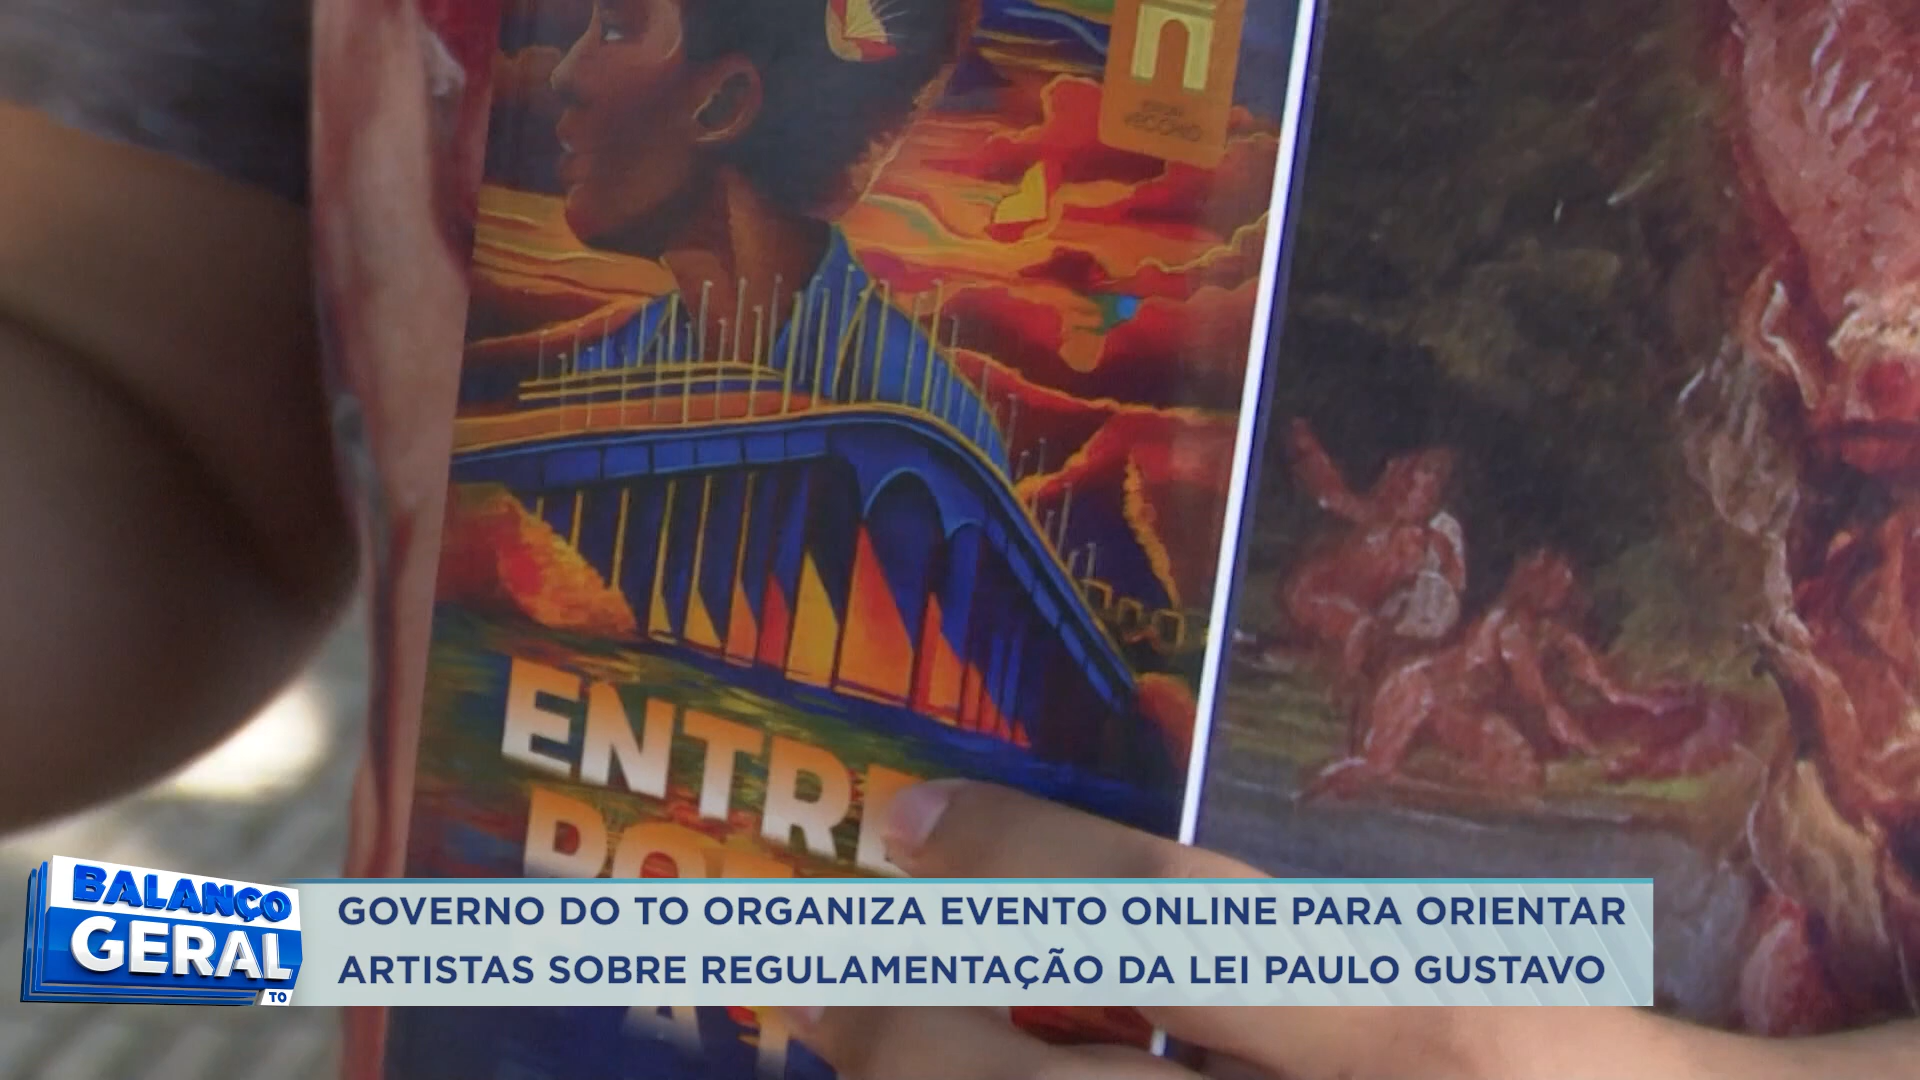 ENTRE
BALANÇO
GERAL
TO
GOVERNO DO TO ORGANIZA EVENTO ONLINE PARA ORIENTAR
ARTISTAS SOBRE REGULAMENTAÇÃO DA LEI PAULO GUSTAVO